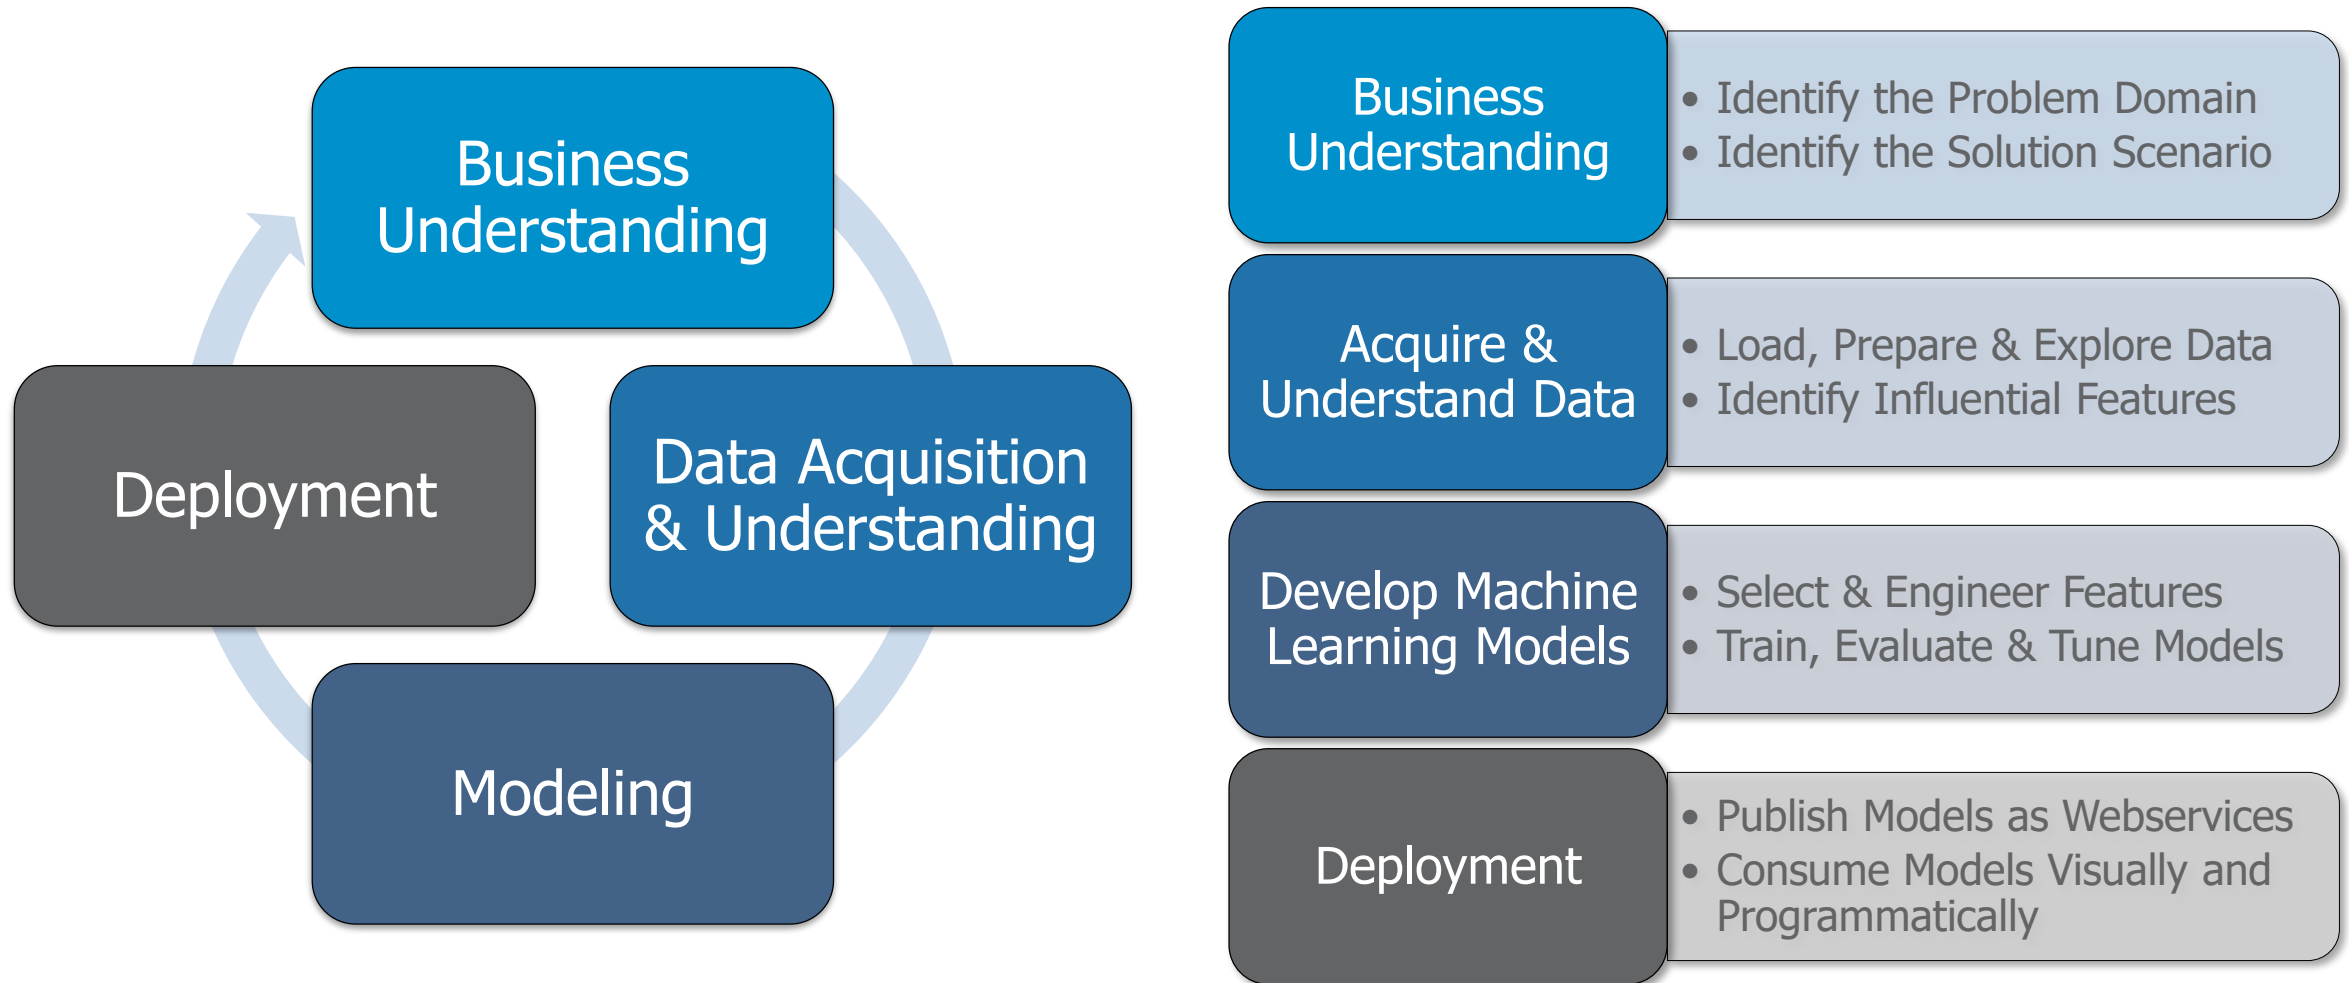 Business
Understanding
Data Acquisition
& Understanding
Modeling
Deployment
Business
Understanding
• Identify the Problem Domain
• Identify the Solution Scenario
Acquire &
Understand Data
• Load, Prepare & Explore Data
• Identify Influential Features
Develop Machine
Learning Models
• Select & Engineer Features
• Train, Evaluate & Tune Models
Deployment
• Publish Models as Webservices
• Consume Models Visually and
Programmatically